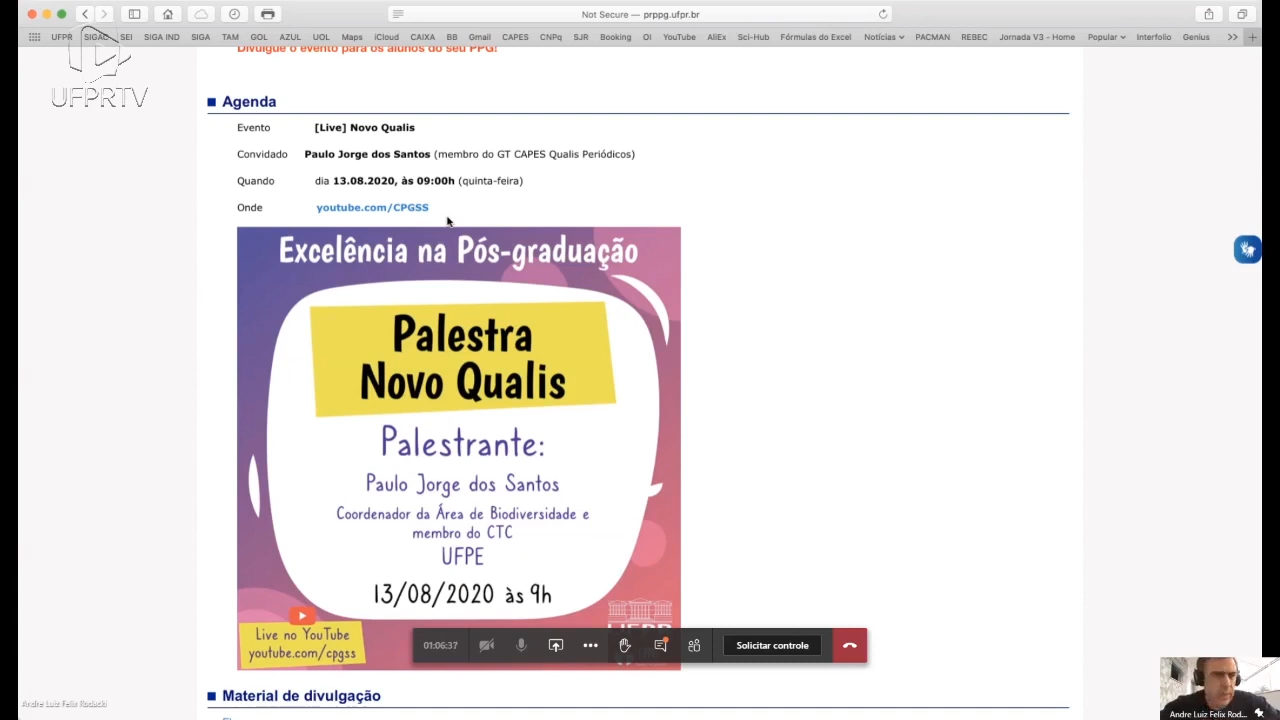 Not Secure — prppg.ufpr.br
UFPR SIGAC SEI SIGA IND SIGA TAM GOL AZUL UOL Maps iCloud CAIXA BB Gmail CAPES CNPq SJR Booking OI YouTube AliEx Sci-Hub Fórmulas do Excel Notícias PACMAN REBEC Jornada V3 - Home Popular Interfolio Genius >> +
Divulgue o evento para os alunos do seu PPG!
UFPRTV
Agenda
Evento [Live] Novo Qualis
Convidado Paulo Jorge dos Santos (membro do GT CAPES Qualis Periódicos)
Quando dia 13.08.2020, às 09:00h (quinta-feira)
Onde youtube.com/CPGSS
Excelência na Pós-graduação
Palestra
Novo Qualis
Palestrante:
Paulo Jorge dos Santos
Coordenador da Área de Biodiversidade e
membro do CTC
UFPE
13/08/2020 às 9h
Live no YouTube
youtube.com/cpgss
UFPR
01:06:37
Solicitar controle
Material de divulgação
Andre Luiz Felix Rodacki
Andre Luiz Felix Rod...